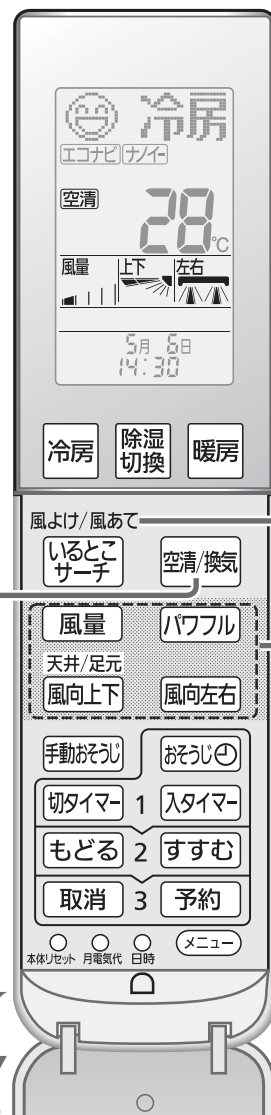 冷房
エコナビ ナノイー
空清
28℃
風量 上下 左右
5月 6日
14:30
冷房 除湿切換 暖房
風よけ/風あて
いるとこサーチ 空清/換気
風量 パワフル
天井/足元
風向上下 風向左右
手動おそうじ おそうじ
切タイマー 1 入タイマー
もどる 2 すすむ
取消 3 予約
本体リセット 月電気代 日時 メニュー